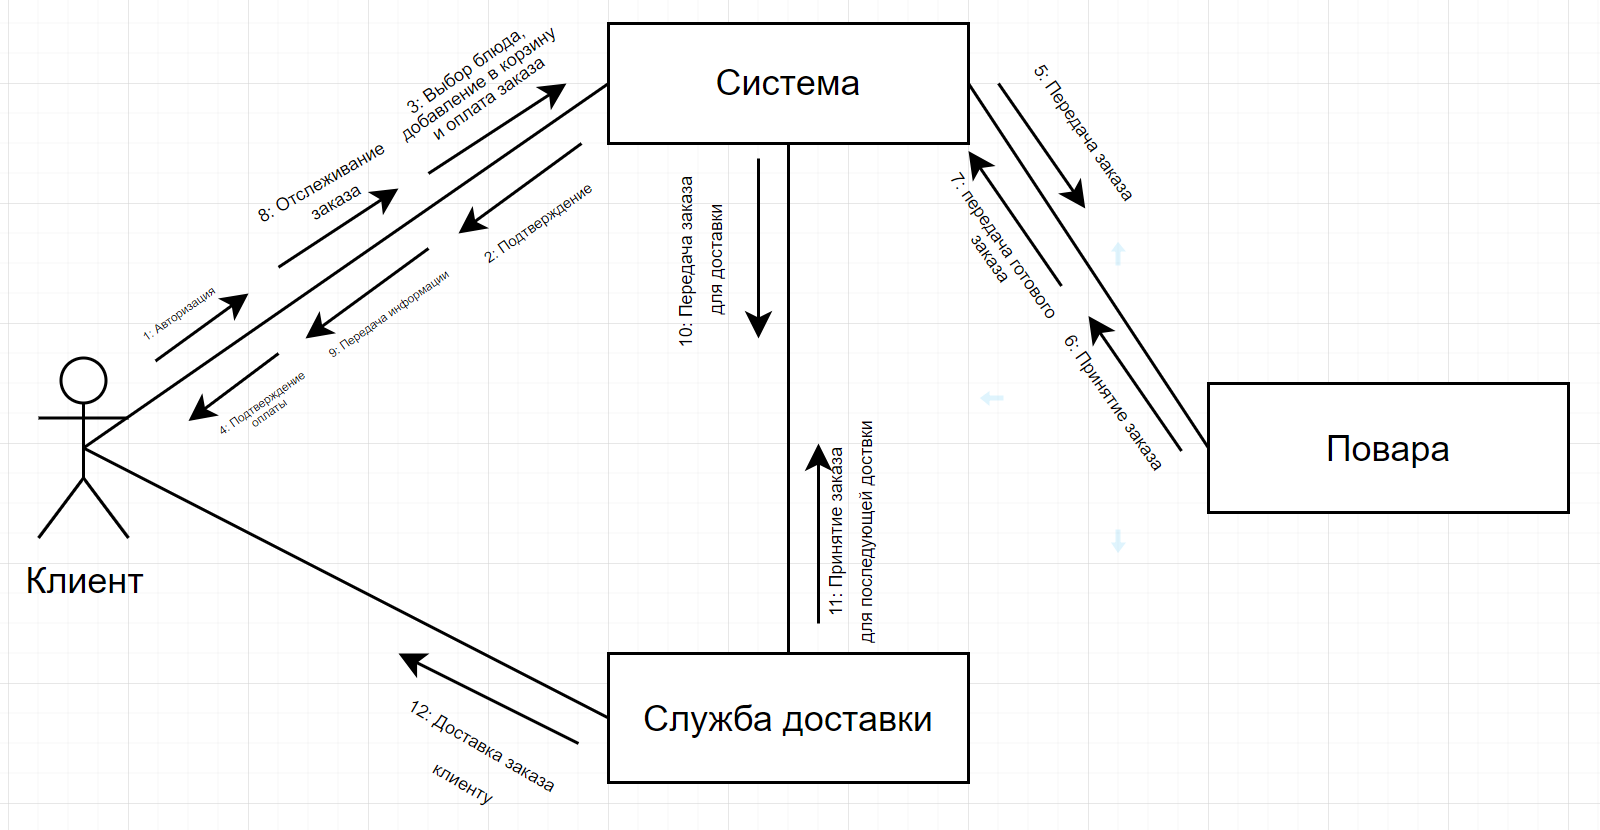 Система
3: Выбор блюда,
добавление в корзину
и оплата заказа
8: Отслеживание
заказа
1: Авторизация
2: Подтверждение
9: Передача информации
4: Подтверждение
оплаты
10: Передача заказа
для доставки
5: Передача заказа
7: передача готового
заказа
6: Принятие заказа
Повара
11: Принятие заказа
для последующей доствки
Клиент
Служба доставки
12: Доставка заказа
клиенту